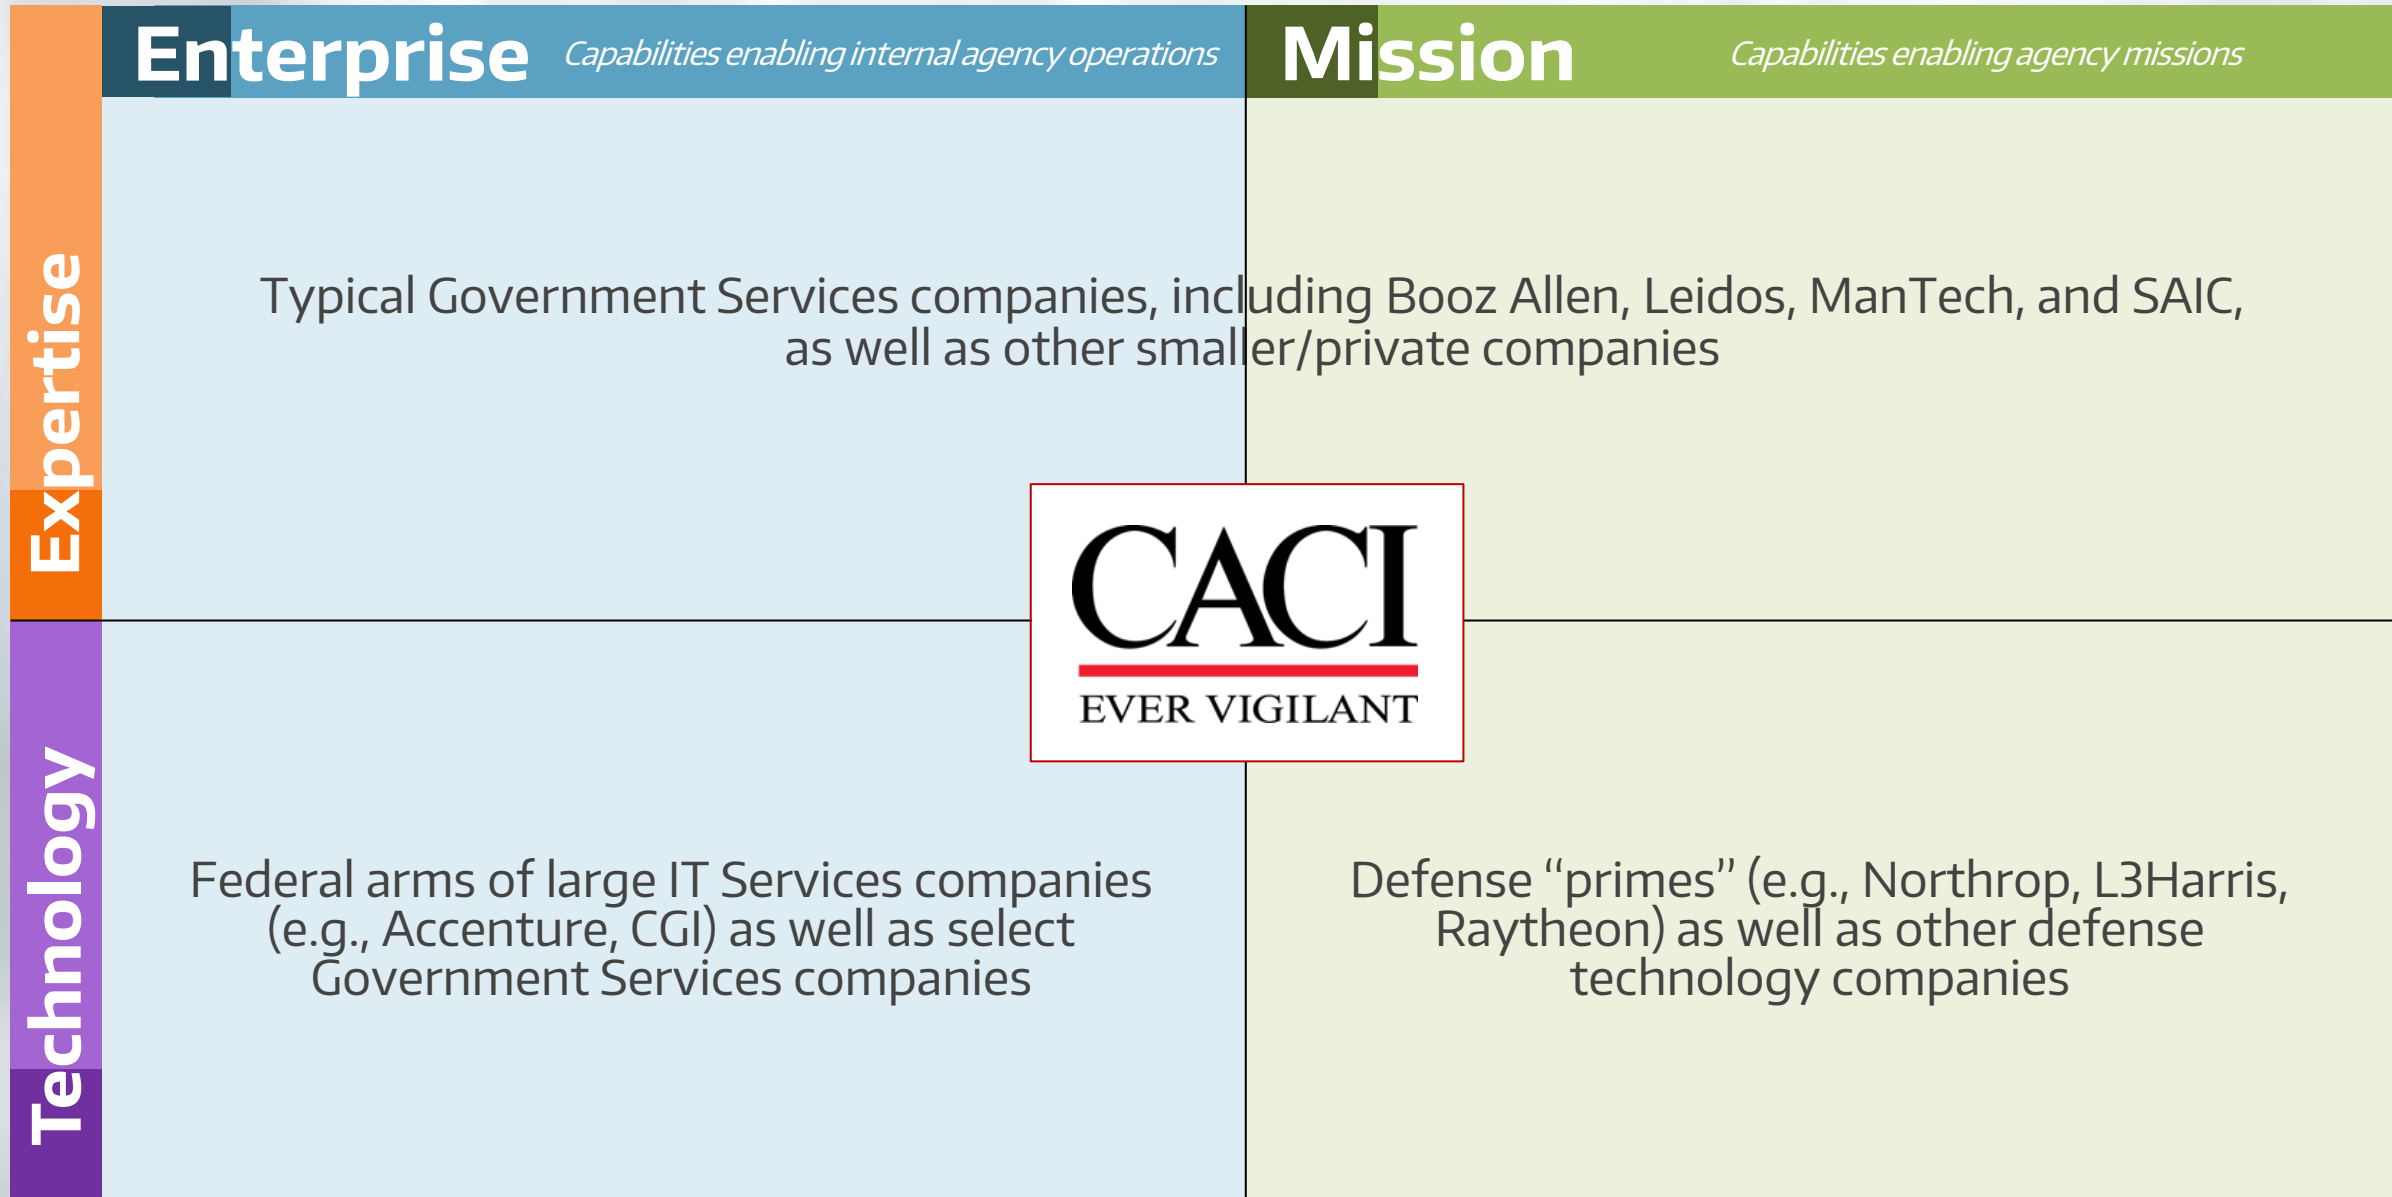 Enterprise Capabilities enabling internal agency operations
Mission Capabilities enabling agency missions
Expertise
Typical Government Services companies, including Booz Allen, Leidos, ManTech, and SAIC,
as well as other smaller/private companies
CACI
EVER VIGILANT
Technology
Federal arms of large IT Services companies
(e.g., Accenture, CGI) as well as select
Government Services companies
Defense “primes” (e.g., Northrop, L3Harris,
Raytheon) as well as other defense
technology companies